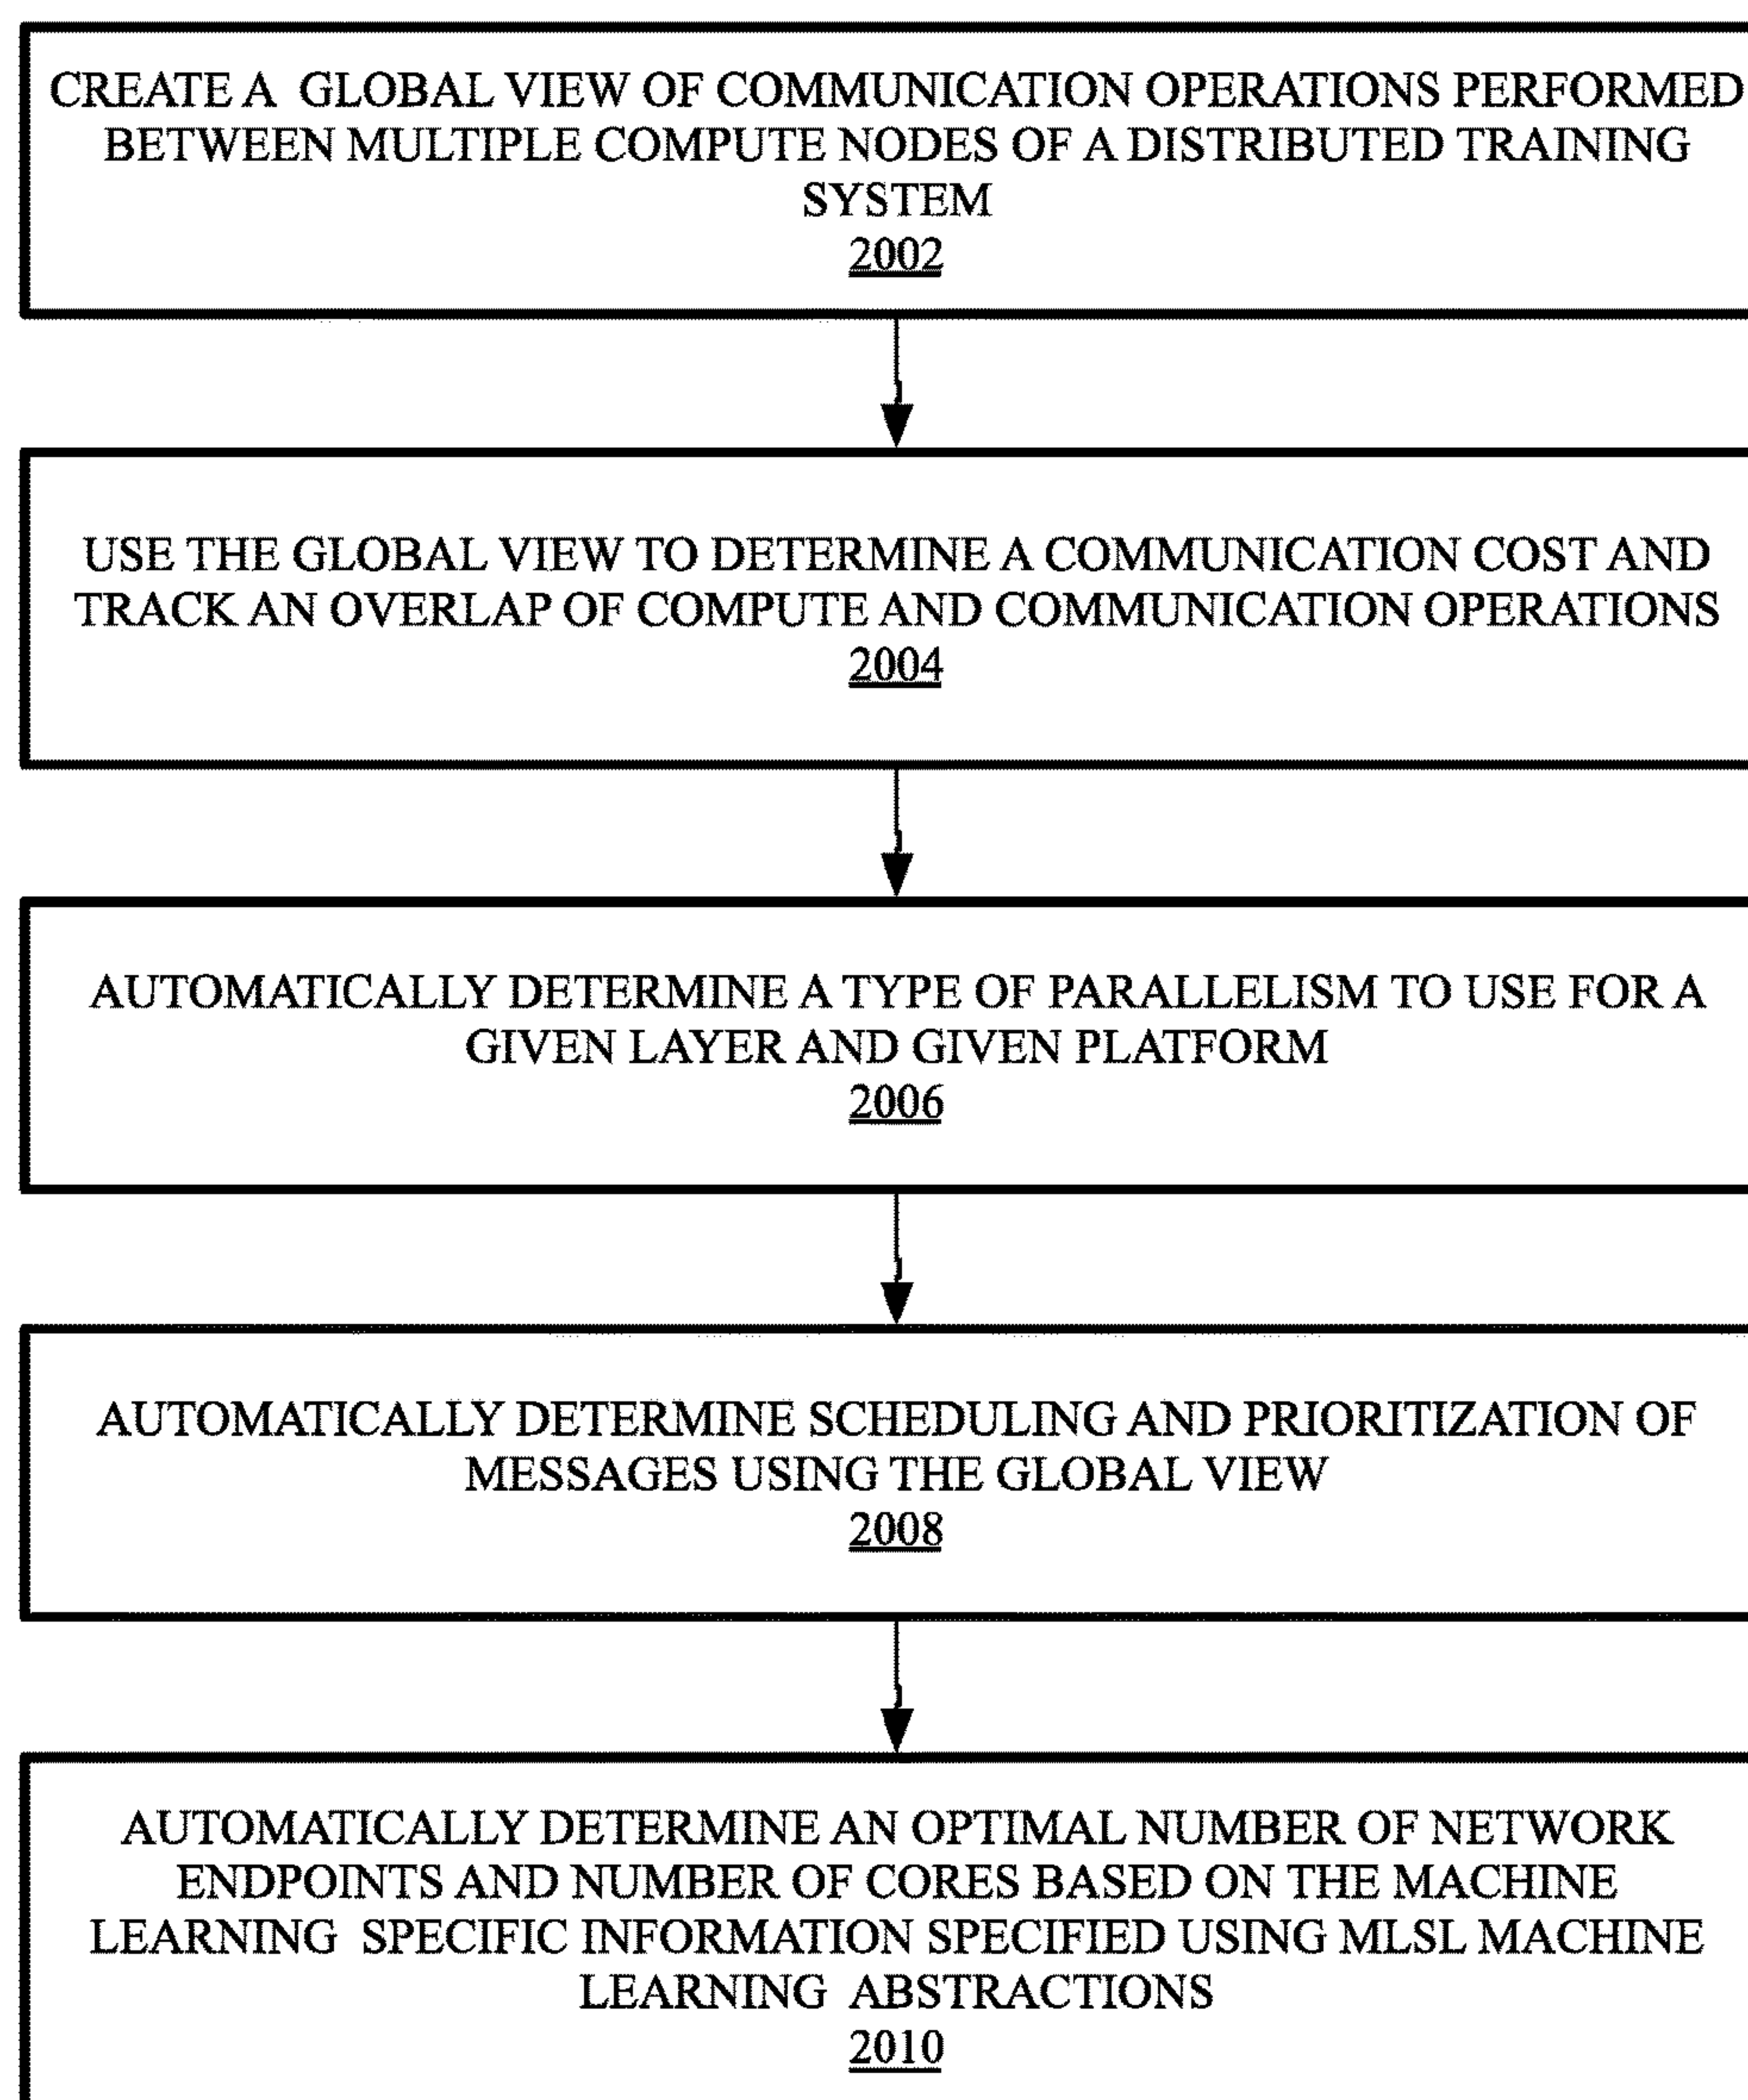 CREATE A GLOBAL VIEW OF COMMUNICATION OPERATIONS PERFORMED
BETWEEN MULTIPLE COMPUTE NODES OF A DISTRIBUTED TRAINING
SYSTEM
2002
USE THE GLOBAL VIEW TO DETERMINE A COMMUNICATION COST AND
TRACK AN OVERLAP OF COMPUTE AND COMMUNICATION OPERATIONS
2004
AUTOMATICALLY DETERMINE A TYPE OF PARALLELISM TO USE FOR A
GIVEN LAYER AND GIVEN PLATFORM
2006
AUTOMATICALLY DETERMINE SCHEDULING AND PRIORITIZATION OF
MESSAGES USING THE GLOBAL VIEW
2008
AUTOMATICALLY DETERMINE AN OPTIMAL NUMBER OF NETWORK
ENDPOINTS AND NUMBER OF CORES BASED ON THE MACHINE
LEARNING SPECIFIC INFORMATION SPECIFIED USING MLSL MACHINE
LEARNING ABSTRACTIONS
2010